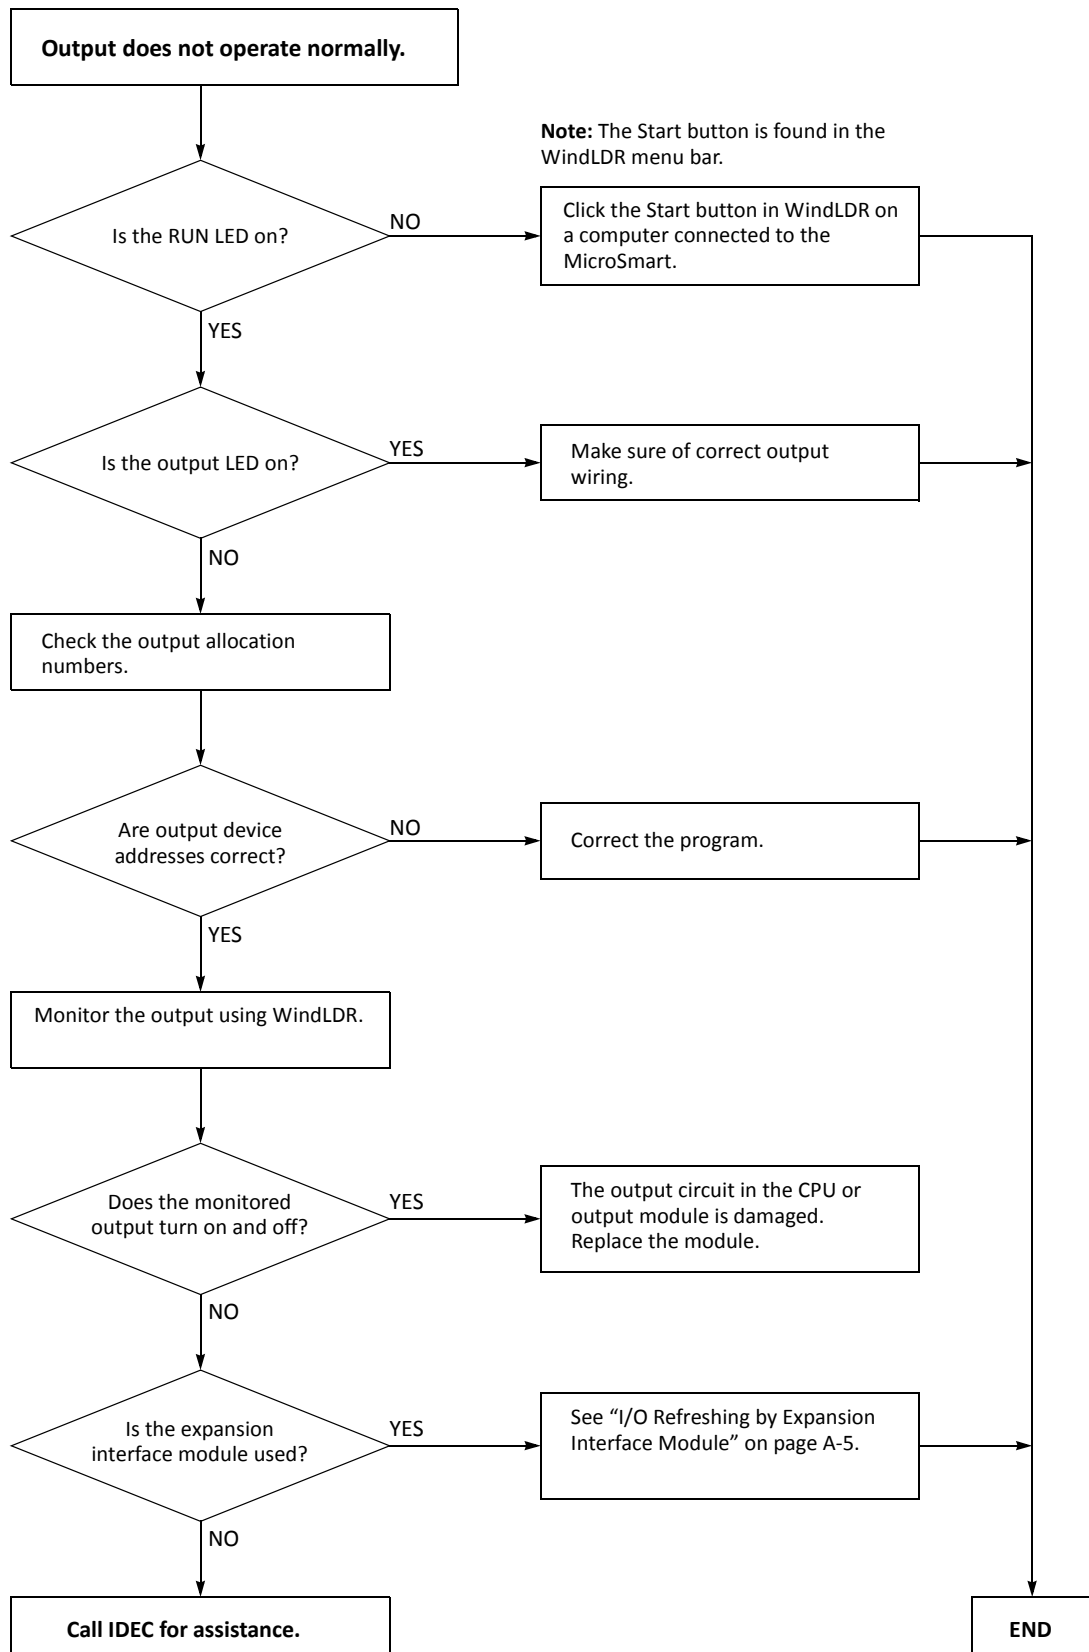 Output does not operate normally.
Note: The Start button is found in the
WindLDR menu bar.
Is the RUN LED on?
NO
Click the Start button in WindLDR on
a computer connected to the
MicroSmart.
YES
Is the output LED on?
YES
Make sure of correct output
wiring.
NO
Check the output allocation
numbers.
Are output device
addresses correct?
NO
Correct the program.
YES
Monitor the output using WindLDR.
Does the monitored
output turn on and off?
YES
The output circuit in the CPU or
output module is damaged.
Replace the module.
NO
Is the expansion
interface module used?
YES
See “I/O Refreshing by Expansion
Interface Module” on page A-5.
NO
Call IDEC for assistance.
END